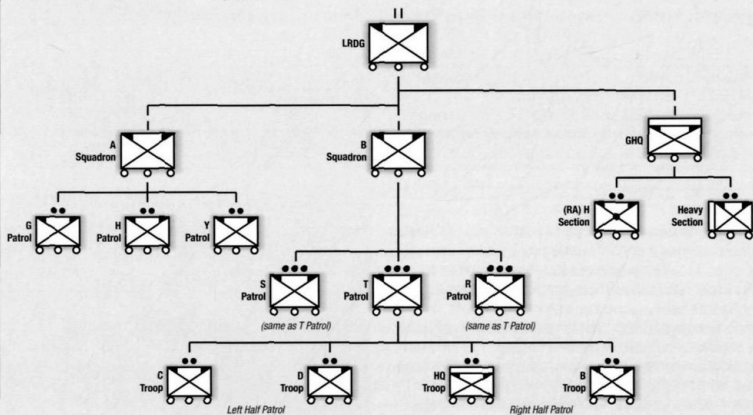 LRDG
A
Squadron
B
Squadron
GHQ
G
Patrol
H
Patrol
Y
Patrol
(RA) H
Section
Heavy
Section
S
Patrol
T
Patrol
R
Patrol
(same as T Patrol)
(same as T Patrol)
C
Troop
D
Troop
HQ
Troop
B
Troop
Left Half Patrol
Right Half Patrol